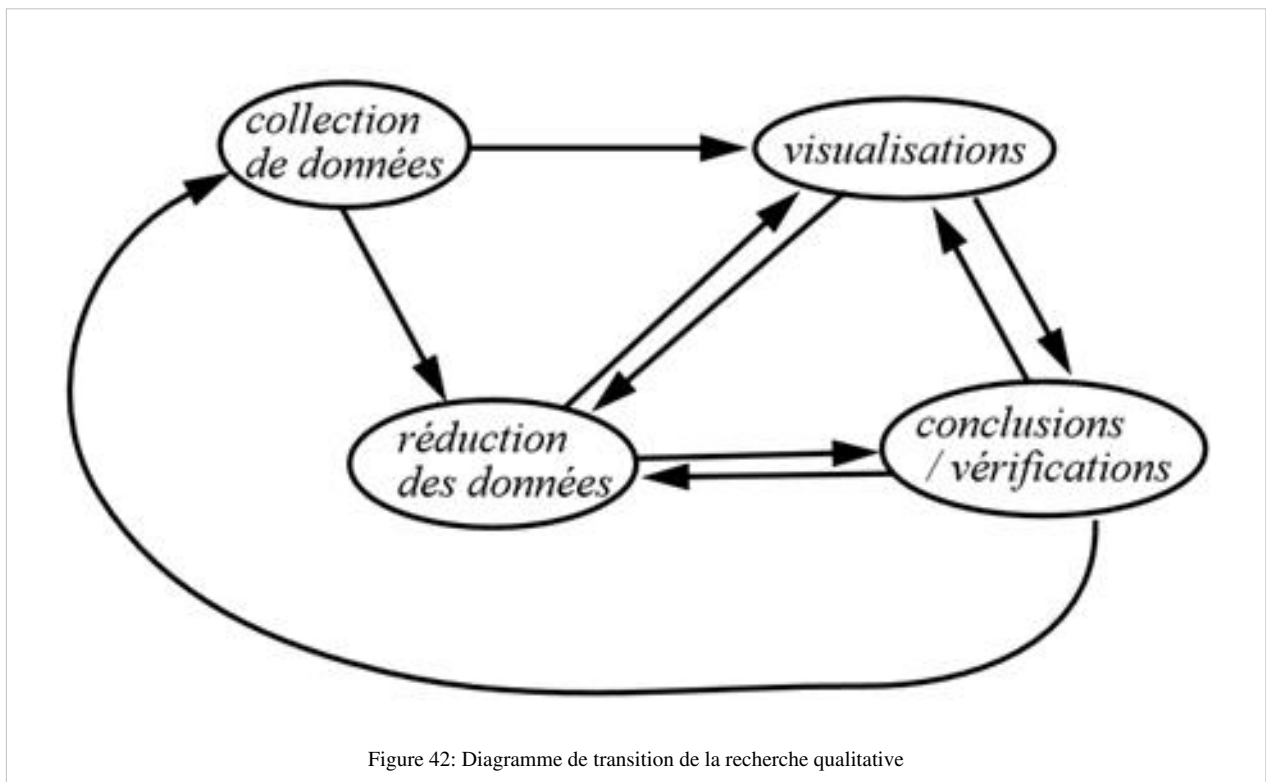 collection
de données
visualisations
réduction
des données
conclusions
/ vérifications
Figure 42: Diagramme de transition de la recherche qualitative